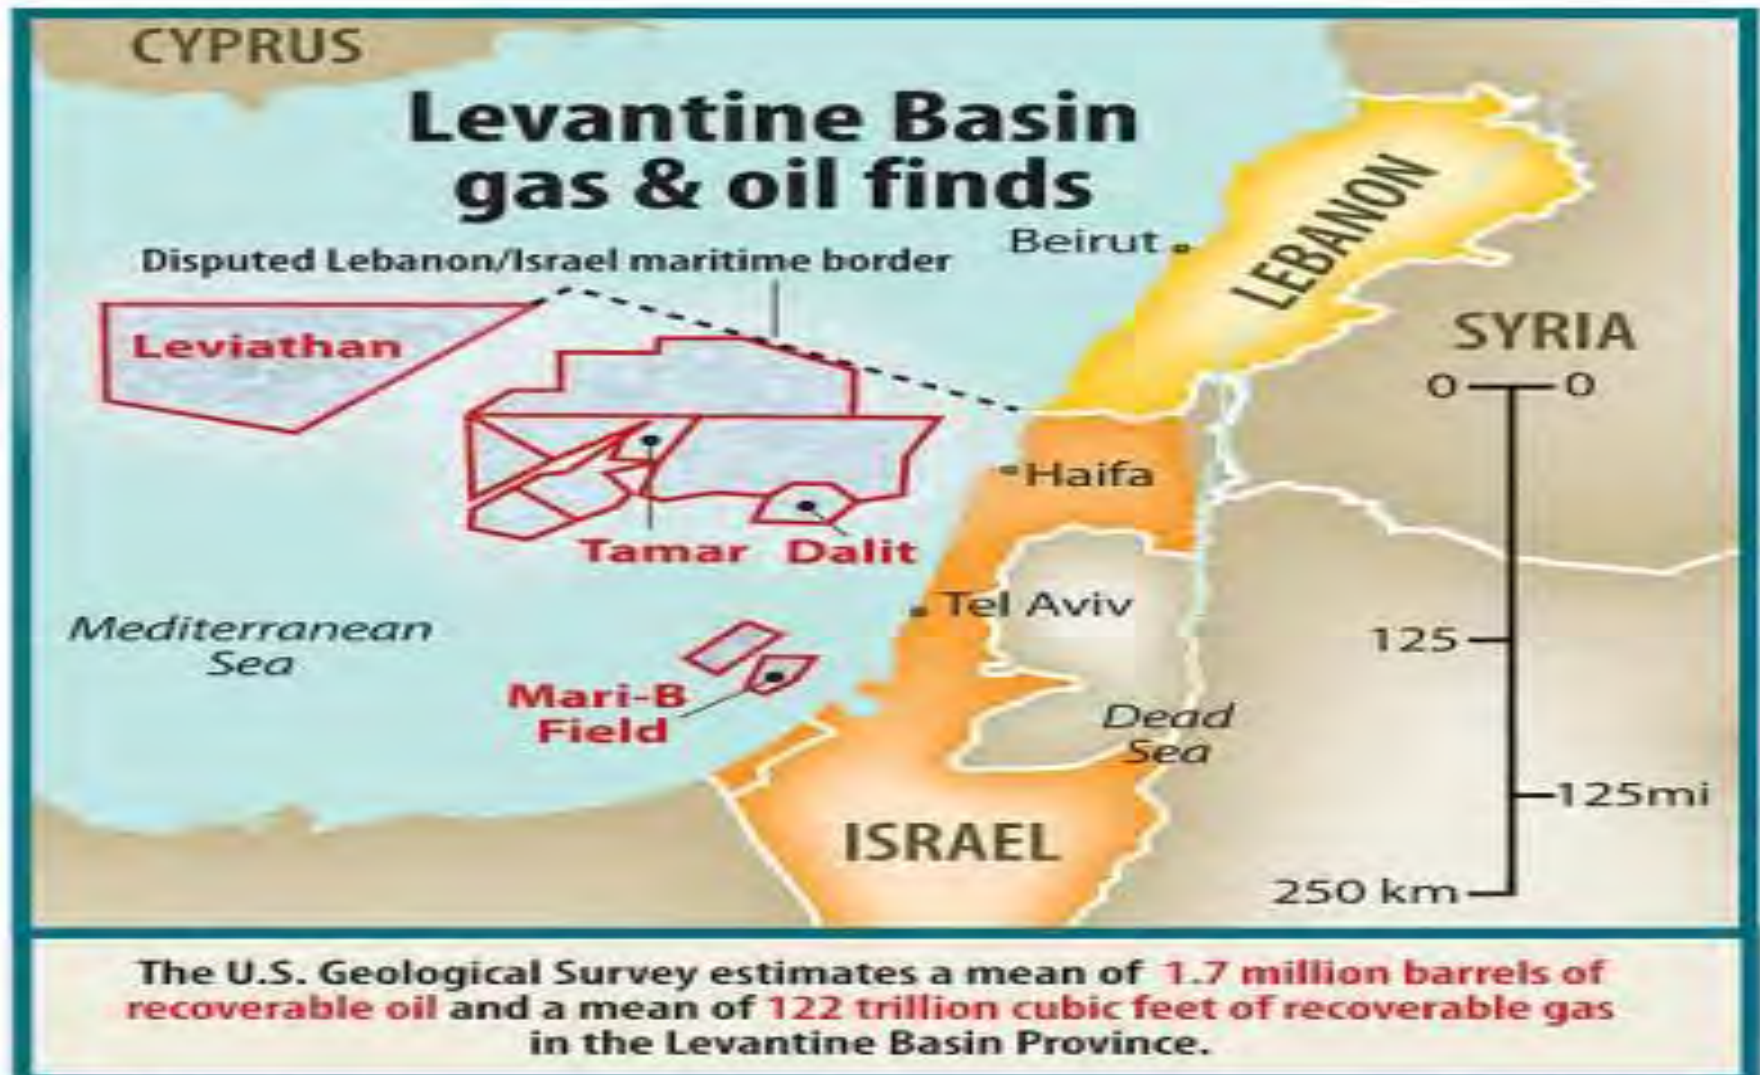 CYPRUS
Levantine Basin
gas & oil finds
Disputed Lebanon/Israel maritime border
Beirut
LEBANON
Leviathan
SYRIA
0 0
Haifa
Tamar Dalit
Tel Aviv
Mediterranean
Sea
125
Mari-B
Field
Dead
Sea
125mi
ISRAEL
250 km
The U.S. Geological Survey estimates a mean of 1.7 million barrels of
recoverable oil and a mean of 122 trillion cubic feet of recoverable gas
in the Levantine Basin Province.